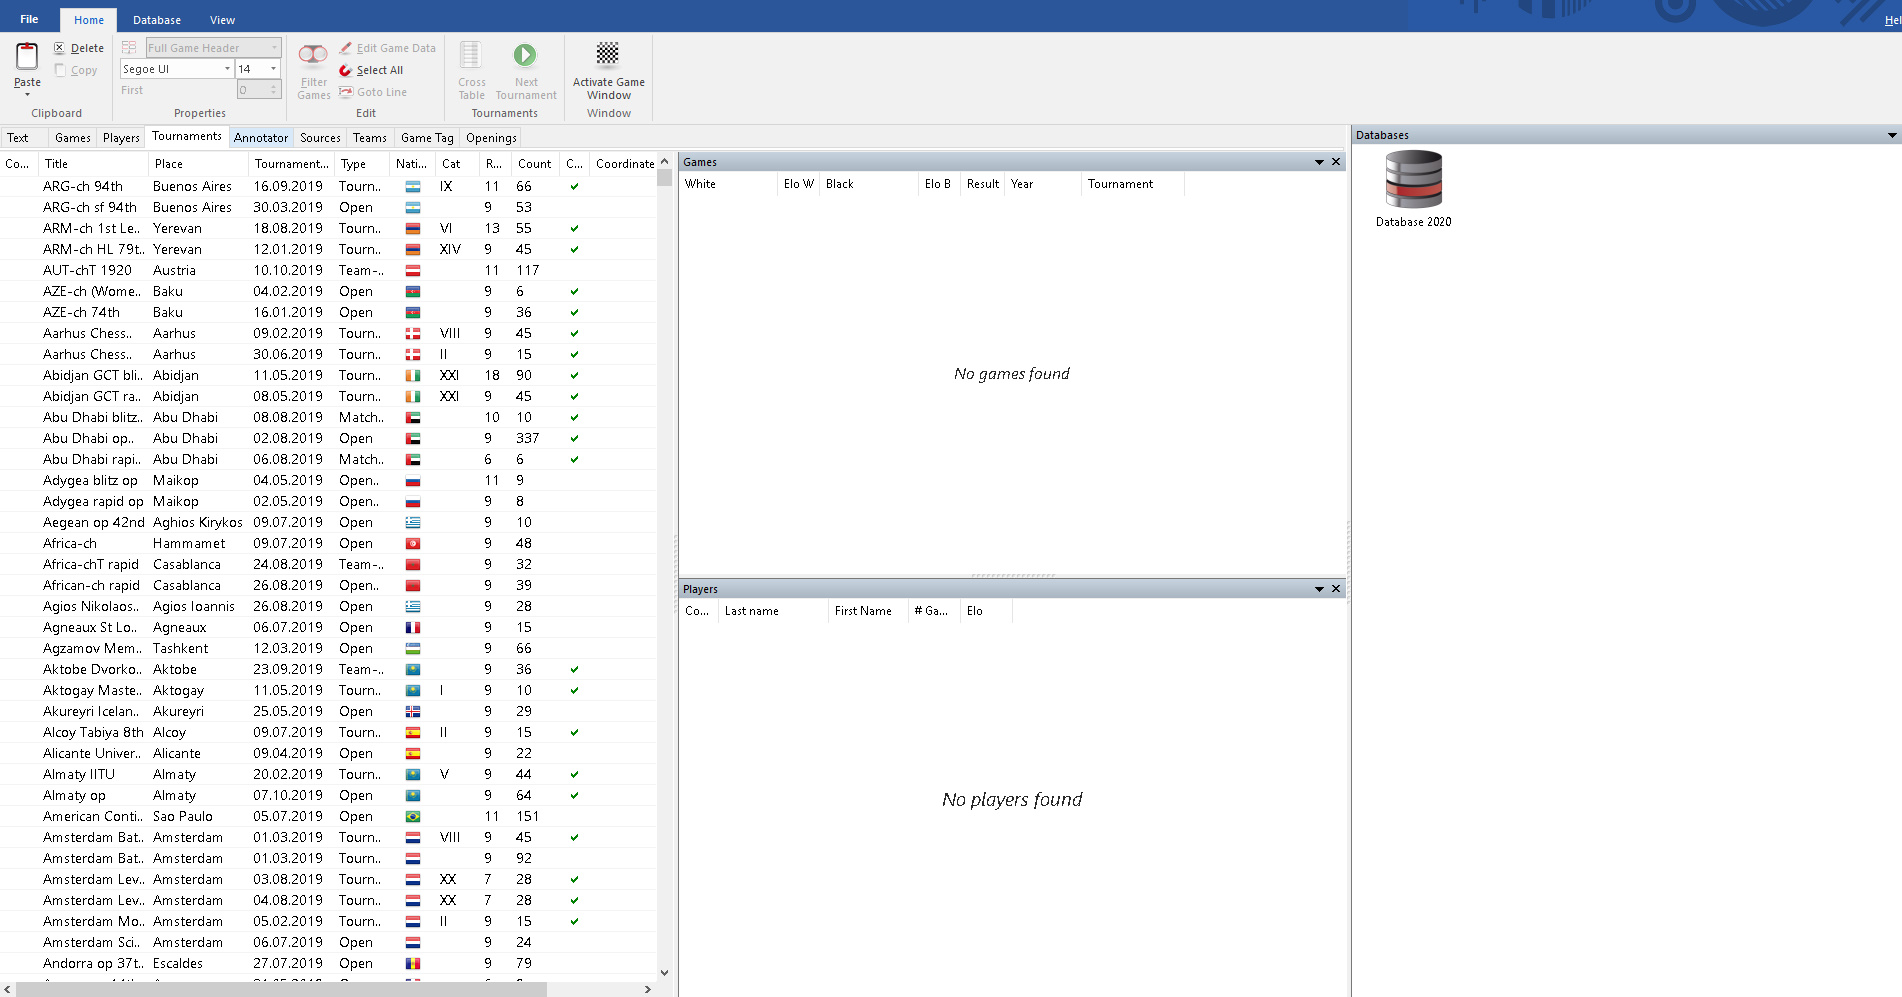 File Home Database View
Hel
Paste Delete Copy Clipboard
Full Game Header
Segoe UI 14
First 0
Properties
Filter Games Edit Game Data Select All Goto Line Edit
Cross Table Next Tournament Tournaments
Activate Game Window Window
Text Games Players Tournaments Annotator Sources Teams Game Tag Openings
Co... Title Place Tournament... Type Nati... Cat R... Count C... Coordinate
ARG-ch 94th Buenos Aires 16.09.2019 Tourn.. IX 11 66
ARG-ch sf 94th Buenos Aires 30.03.2019 Open 9 53
ARM-ch 1st Le... Yerevan 18.08.2019 Tourn.. VI 13 55
ARM-ch HL 79t.. Yerevan 12.01.2019 Tourn.. XIV 9 45
AUT-chT 1920 Austria 10.10.2019 Team-.. 11 117
AZE-ch (Wome.. Baku 04.02.2019 Open 9 6
AZE-ch 74th Baku 16.01.2019 Open 9 36
Aarhus Chess.. Aarhus 09.02.2019 Tourn.. VIII 9 45
Aarhus Chess.. Aarhus 30.06.2019 Tourn.. II 9 15
Abidjan GCT bli.. Abidjan 11.05.2019 Tourn.. XXI 18 90
Abidjan GCT ra.. Abidjan 08.05.2019 Tourn.. XXI 9 45
Abu Dhabi blitz.. Abu Dhabi 08.08.2019 Match.. 10 10
Abu Dhabi op.. Abu Dhabi 02.08.2019 Open 9 337
Abu Dhabi rapi.. Abu Dhabi 06.08.2019 Match.. 6 6
Adygea blitz op Maikop 04.05.2019 Open.. 11 9
Adygea rapid op Maikop 02.05.2019 Open.. 9 8
Aegean op 42nd Aghios Kirykos 09.07.2019 Open 9 10
Africa-ch Hammamet 09.07.2019 Open 9 48
Africa-chT rapid Casablanca 24.08.2019 Team-.. 9 32
African-ch rapid Casablanca 26.08.2019 Open.. 9 39
Agios Nikolaos.. Agios Ioannis 26.08.2019 Open 9 28
Agneaux St Lo.. Agneaux 06.07.2019 Open 9 15
Agzamov Mem.. Tashkent 12.03.2019 Open 9 66
Aktobe Dvorko.. Aktobe 23.09.2019 Team-.. 9 36
Aktogay Maste.. Aktogay 11.05.2019 Tourn.. I 9 10
Akureyri Icelan.. Akureyri 25.05.2019 Open 9 29
Alcoy Tabiya 8th Alcoy 09.07.2019 Tourn.. II 9 15
Alicante Univer.. Alicante 09.04.2019 Open 9 22
Almaty IITU Almaty 20.02.2019 Tourn.. V 9 44
Almaty op Almaty 07.10.2019 Open 9 64
American Conti.. Sao Paulo 05.07.2019 Open 11 151
Amsterdam Bat.. Amsterdam 01.03.2019 Tourn.. VIII 9 45
Amsterdam Bat.. Amsterdam 01.03.2019 Tourn.. 9 92
Amsterdam Lev.. Amsterdam 03.08.2019 Tourn.. XX 7 28
Amsterdam Lev.. Amsterdam 04.08.2019 Tourn.. XX 7 28
Amsterdam Mo.. Amsterdam 05.02.2019 Tourn.. II 9 15
Amsterdam Sci.. Amsterdam 06.07.2019 Open 9 24
Andorra op 37t.. Escaldes 27.07.2019 Open 9 79
Games
White Elo W Black Elo B Result Year Tournament
No games found
Players
Co... Last name First Name # Ga... Elo
No players found
Databases
Database 2020